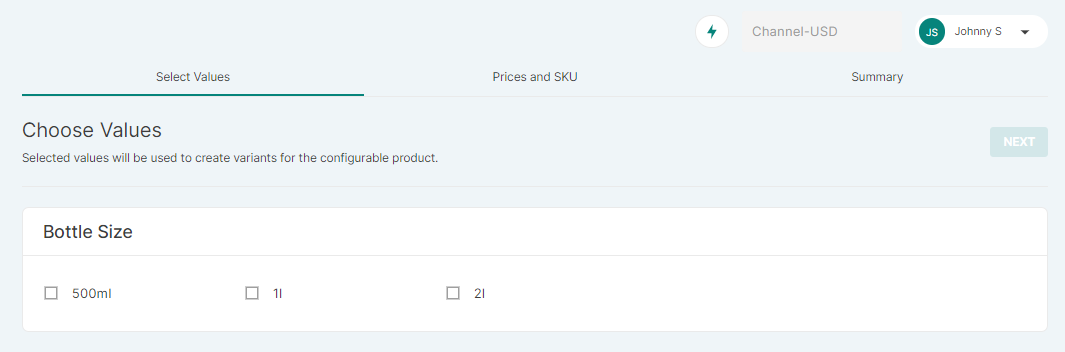 Channel-USD
JS Johnny S
Select Values Prices and SKU Summary
Choose Values
NEXT
Selected values will be used to create variants for the configurable product.
Bottle Size
500ml 1l 2l